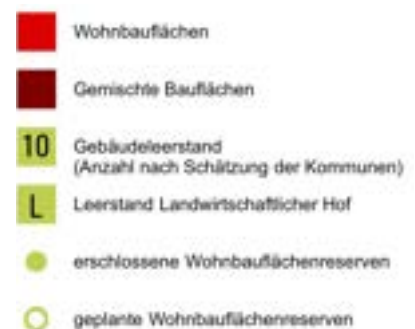 Wohnbauflächen
Gemischte Bauflächen
10 Gebäudeleerstand
(Anzahl nach Schätzung der Kommunen)
L Leerstand Landwirtschaftlicher Hof
erschlossene Wohnbauflächenreserven
geplante Wohnbauflächenreserven